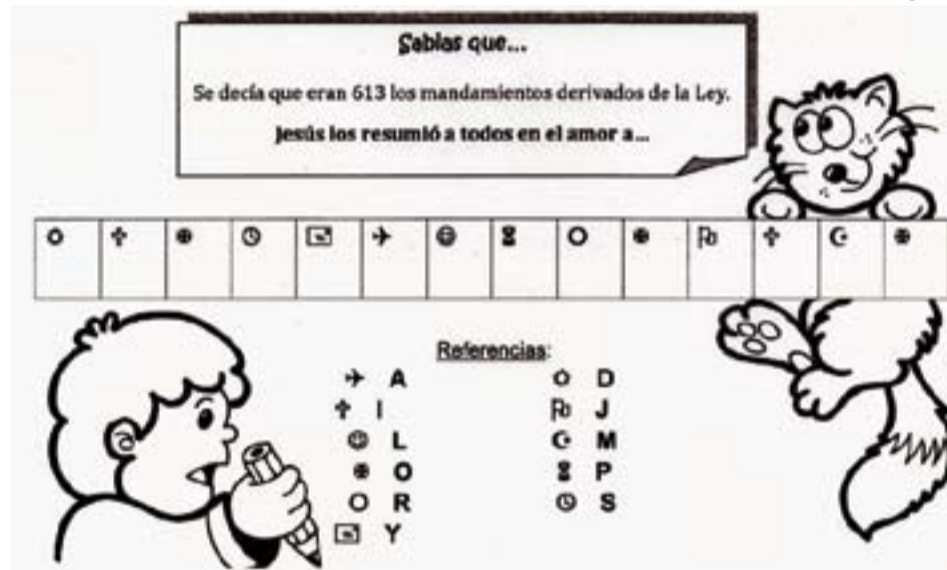 Sabías que...
Se decía que eran 613 los mandamientos derivados de la Ley.
Jesús los resumió a todos en el amor a...
Referencias:
A D
I J
L M
O P
R S
Y